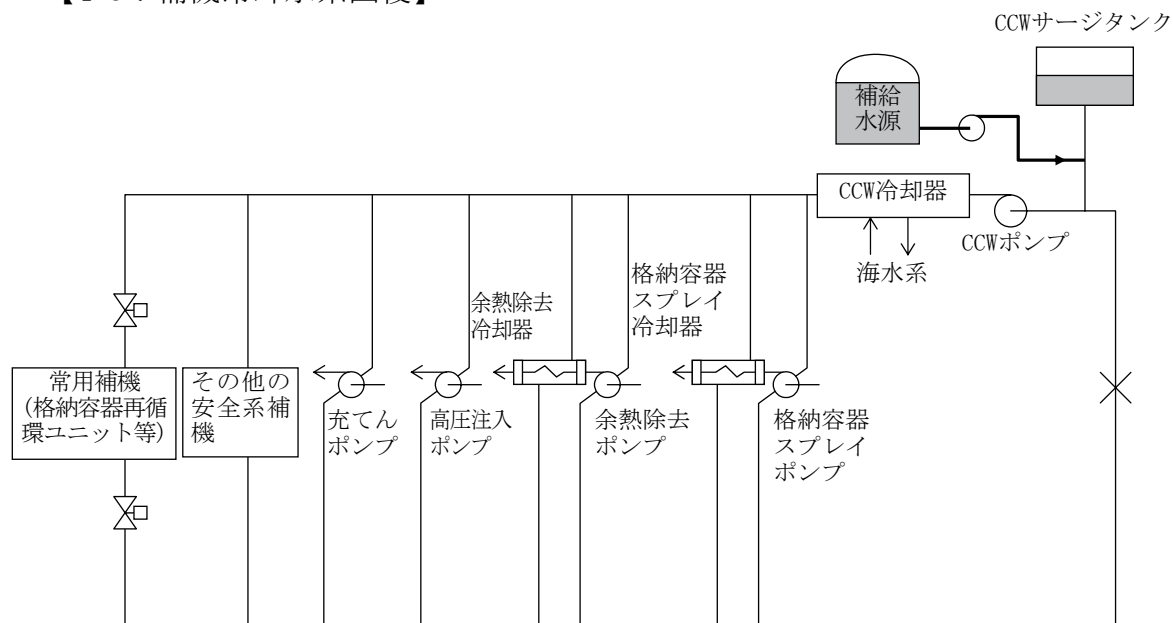 CCWサージタンク
補給
水源
CCW冷却器
CCWポンプ
海水系
格納容器
スプレイ
冷却器
余熱除去
冷却器
常用補機
(格納容器再循
環ユニット等)
その他の
安全系補
機
充てん
ポンプ
高圧注入
ポンプ
余熱除去
ポンプ
格納容器
スプレイ
ポンプ